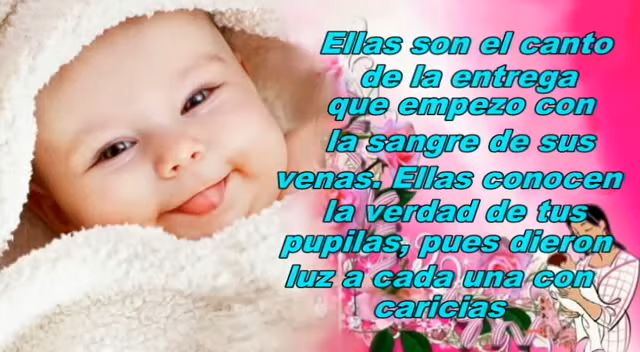 Ellas son el canto
de la entrega
que empezo con
la sangre de sus
venas. Ellas conocen
la verdad de tus
pupilas, pues dieron
luz a cada una con
caricias